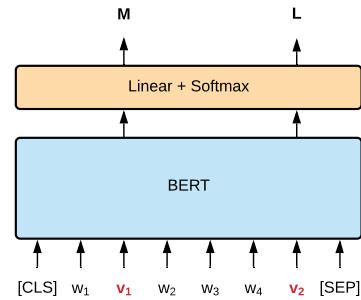 M L
Linear + Softmax
BERT
[CLS] w₁ v₁ w₂ w₃ w₄ v₂ [SEP]